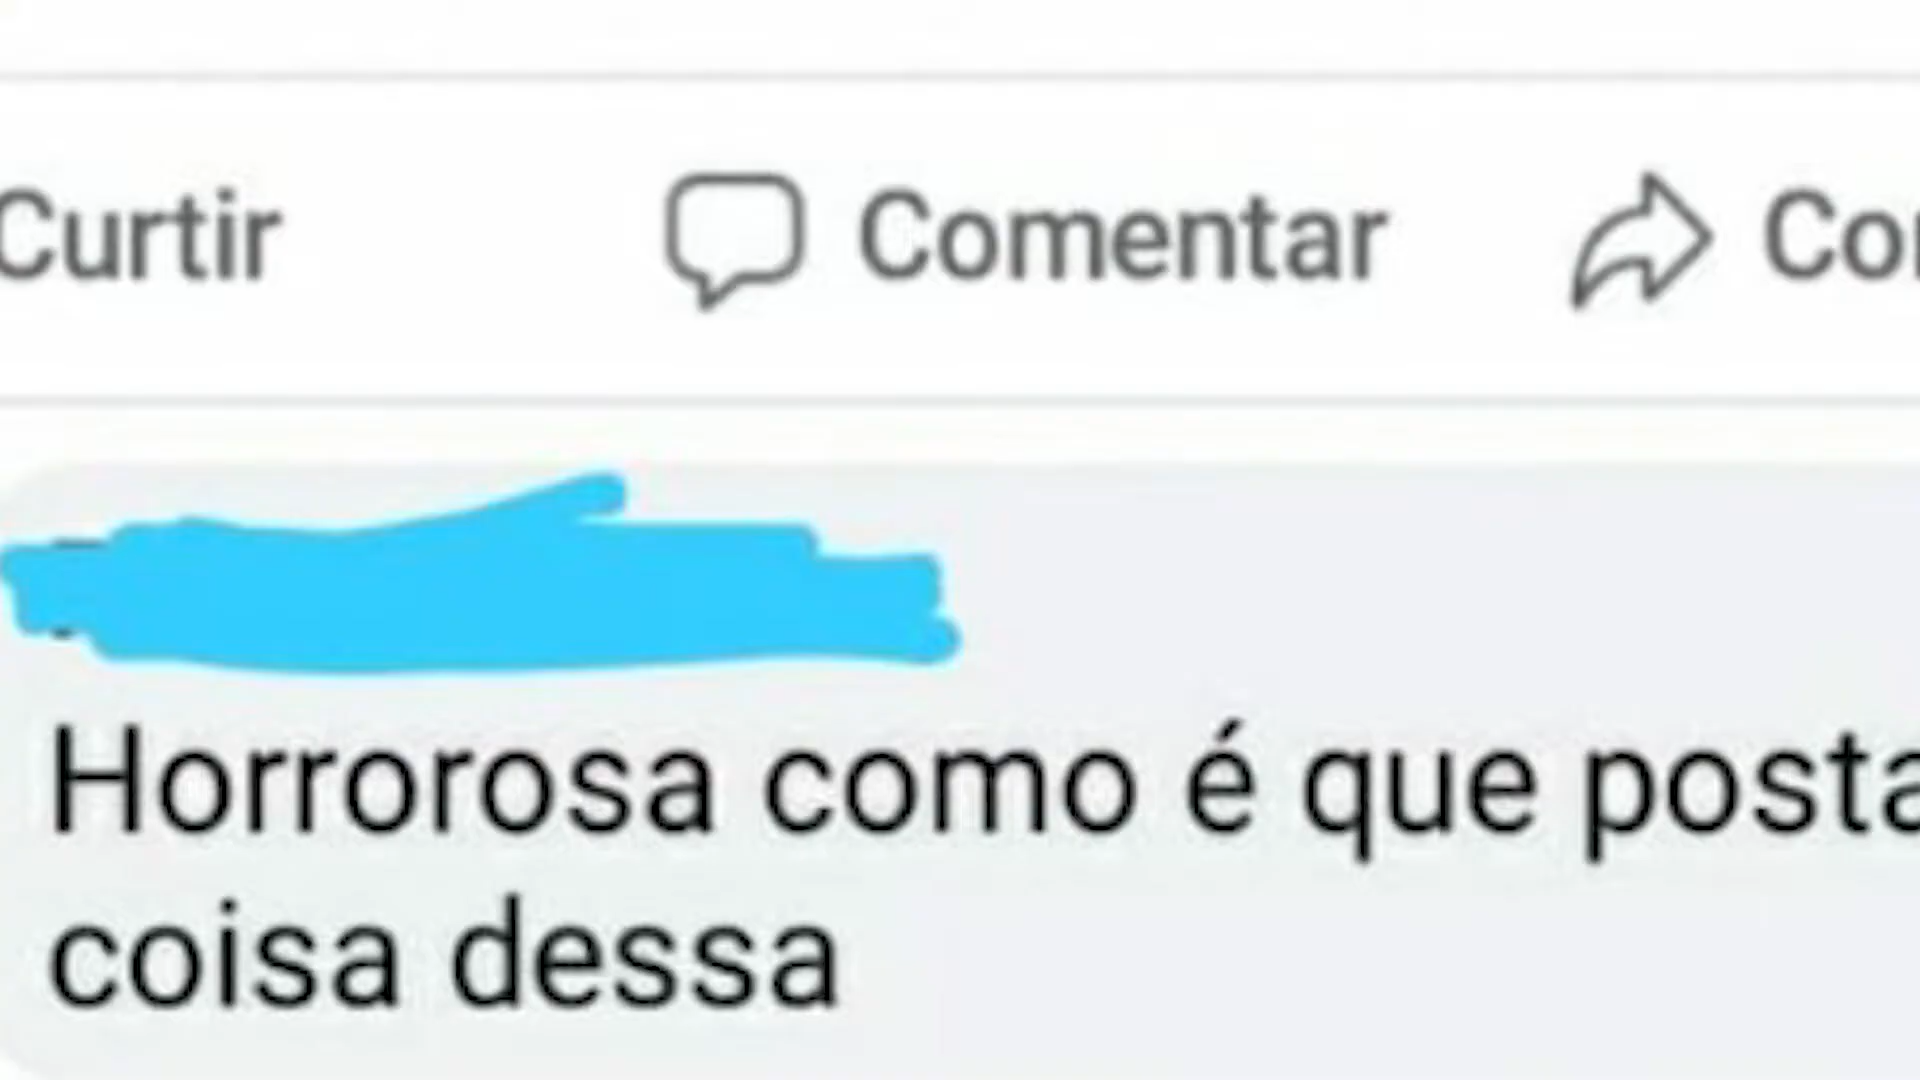 Curtir Comentar Co
Horrorosa como é que posta
coisa dessa